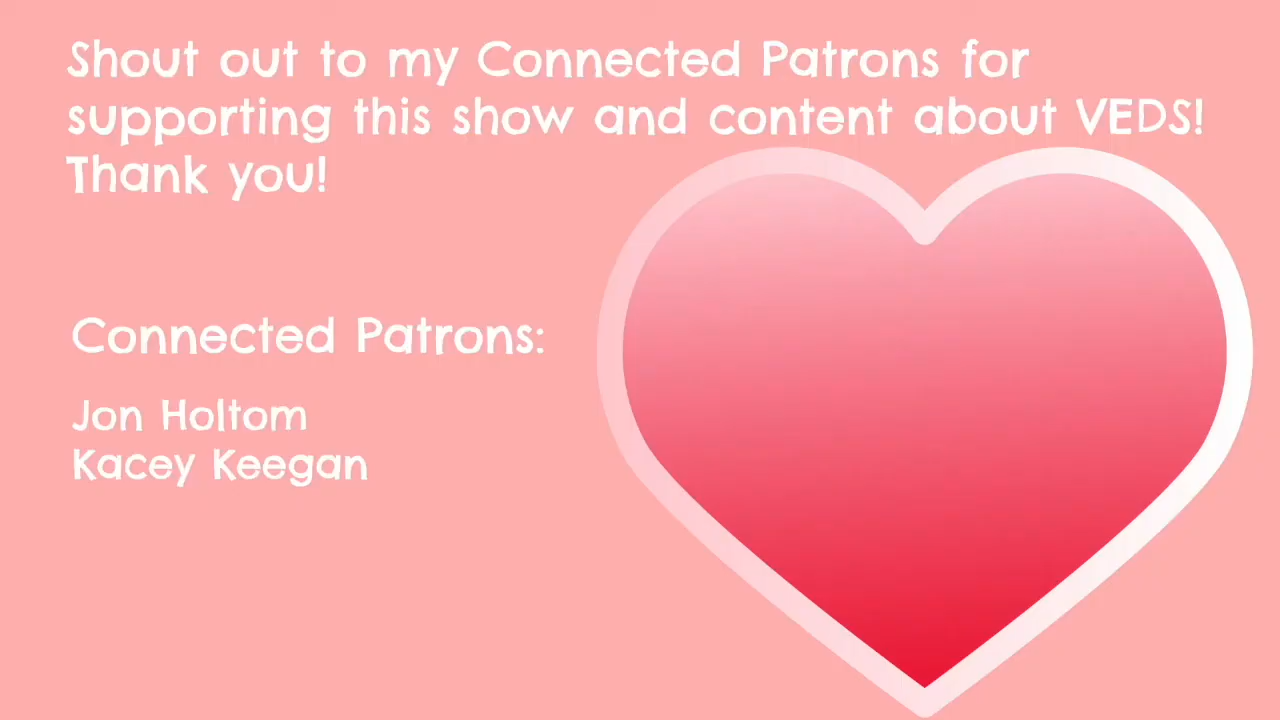 Shout out to my Connected Patrons for
supporting this show and content about VEDS!
Thank you!
Connected Patrons:
Jon Holtom
Kacey Keegan